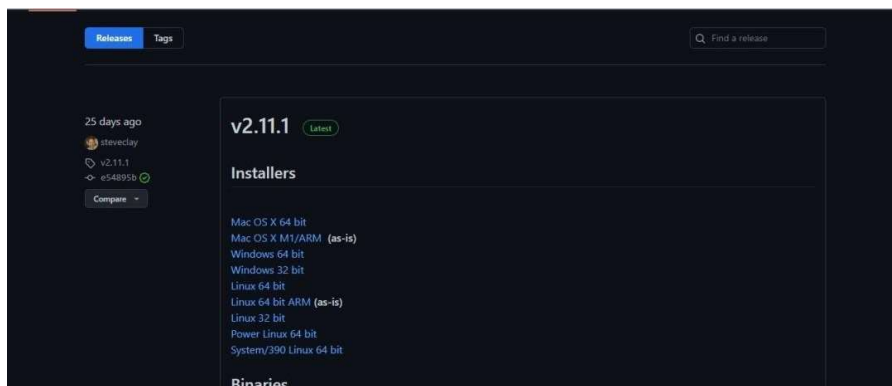 Releases Tags
Find a release
25 days ago
steveclay
v2.11.1
e54895b
Compare
v2.11.1 Latest
Installers
Mac OS X 64 bit
Mac OS X M1/ARM (as-is)
Windows 64 bit
Windows 32 bit
Linux 64 bit
Linux 64 bit ARM (as-is)
Linux 32 bit
Power Linux 64 bit
System/390 Linux 64 bit
Binaries